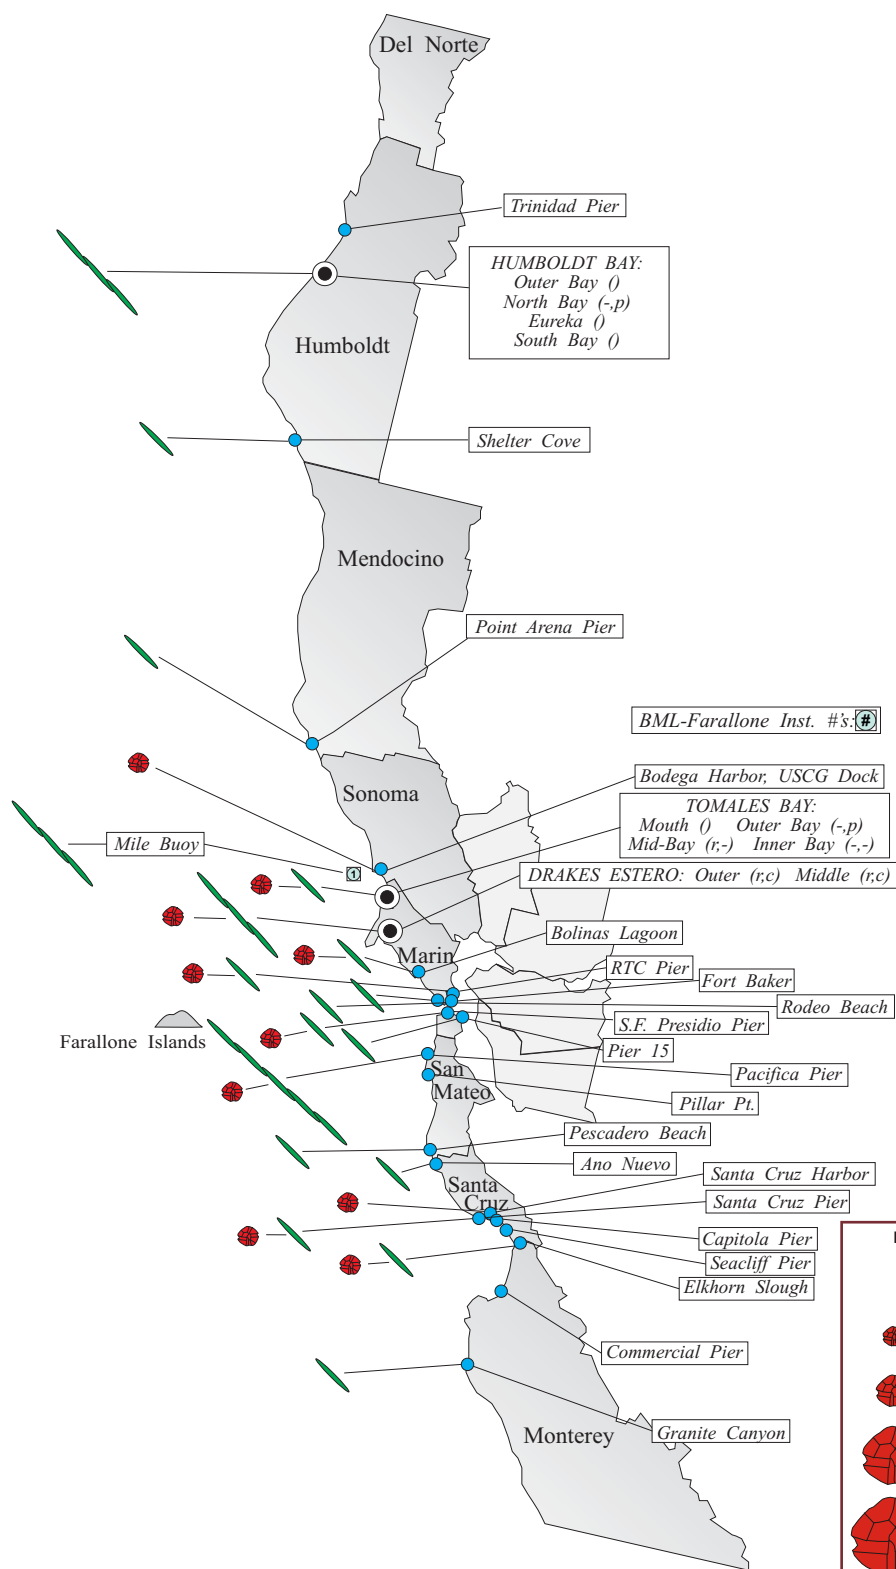 Del Norte
Trinidad Pier
HUMBOLDT BAY:
Outer Bay ()
North Bay (-,p)
Eureka ()
South Bay ()
Humboldt
Shelter Cove
Mendocino
Point Arena Pier
BML-Farallone Inst. #'s: #
Sonoma
Bodega Harbor, USCG Dock
TOMALES BAY:
Mouth () Outer Bay (-,p)
Mid-Bay (r,-) Inner Bay (-,-)
Mile Buoy
1
DRAKES ESTERO: Outer (r,c) Middle (r,c)
Bolinas Lagoon
Marin
RTC Pier
Fort Baker
Rodeo Beach
S.F. Presidio Pier
Farallone Islands
Pier 15
San
Mateo
Pacifica Pier
Pillar Pt.
Pescadero Beach
Ano Nuevo
Santa
Cruz
Santa Cruz Harbor
Santa Cruz Pier
Capitola Pier
Seacliff Pier
Elkhorn Slough
Commercial Pier
Granite Canyon
Monterey